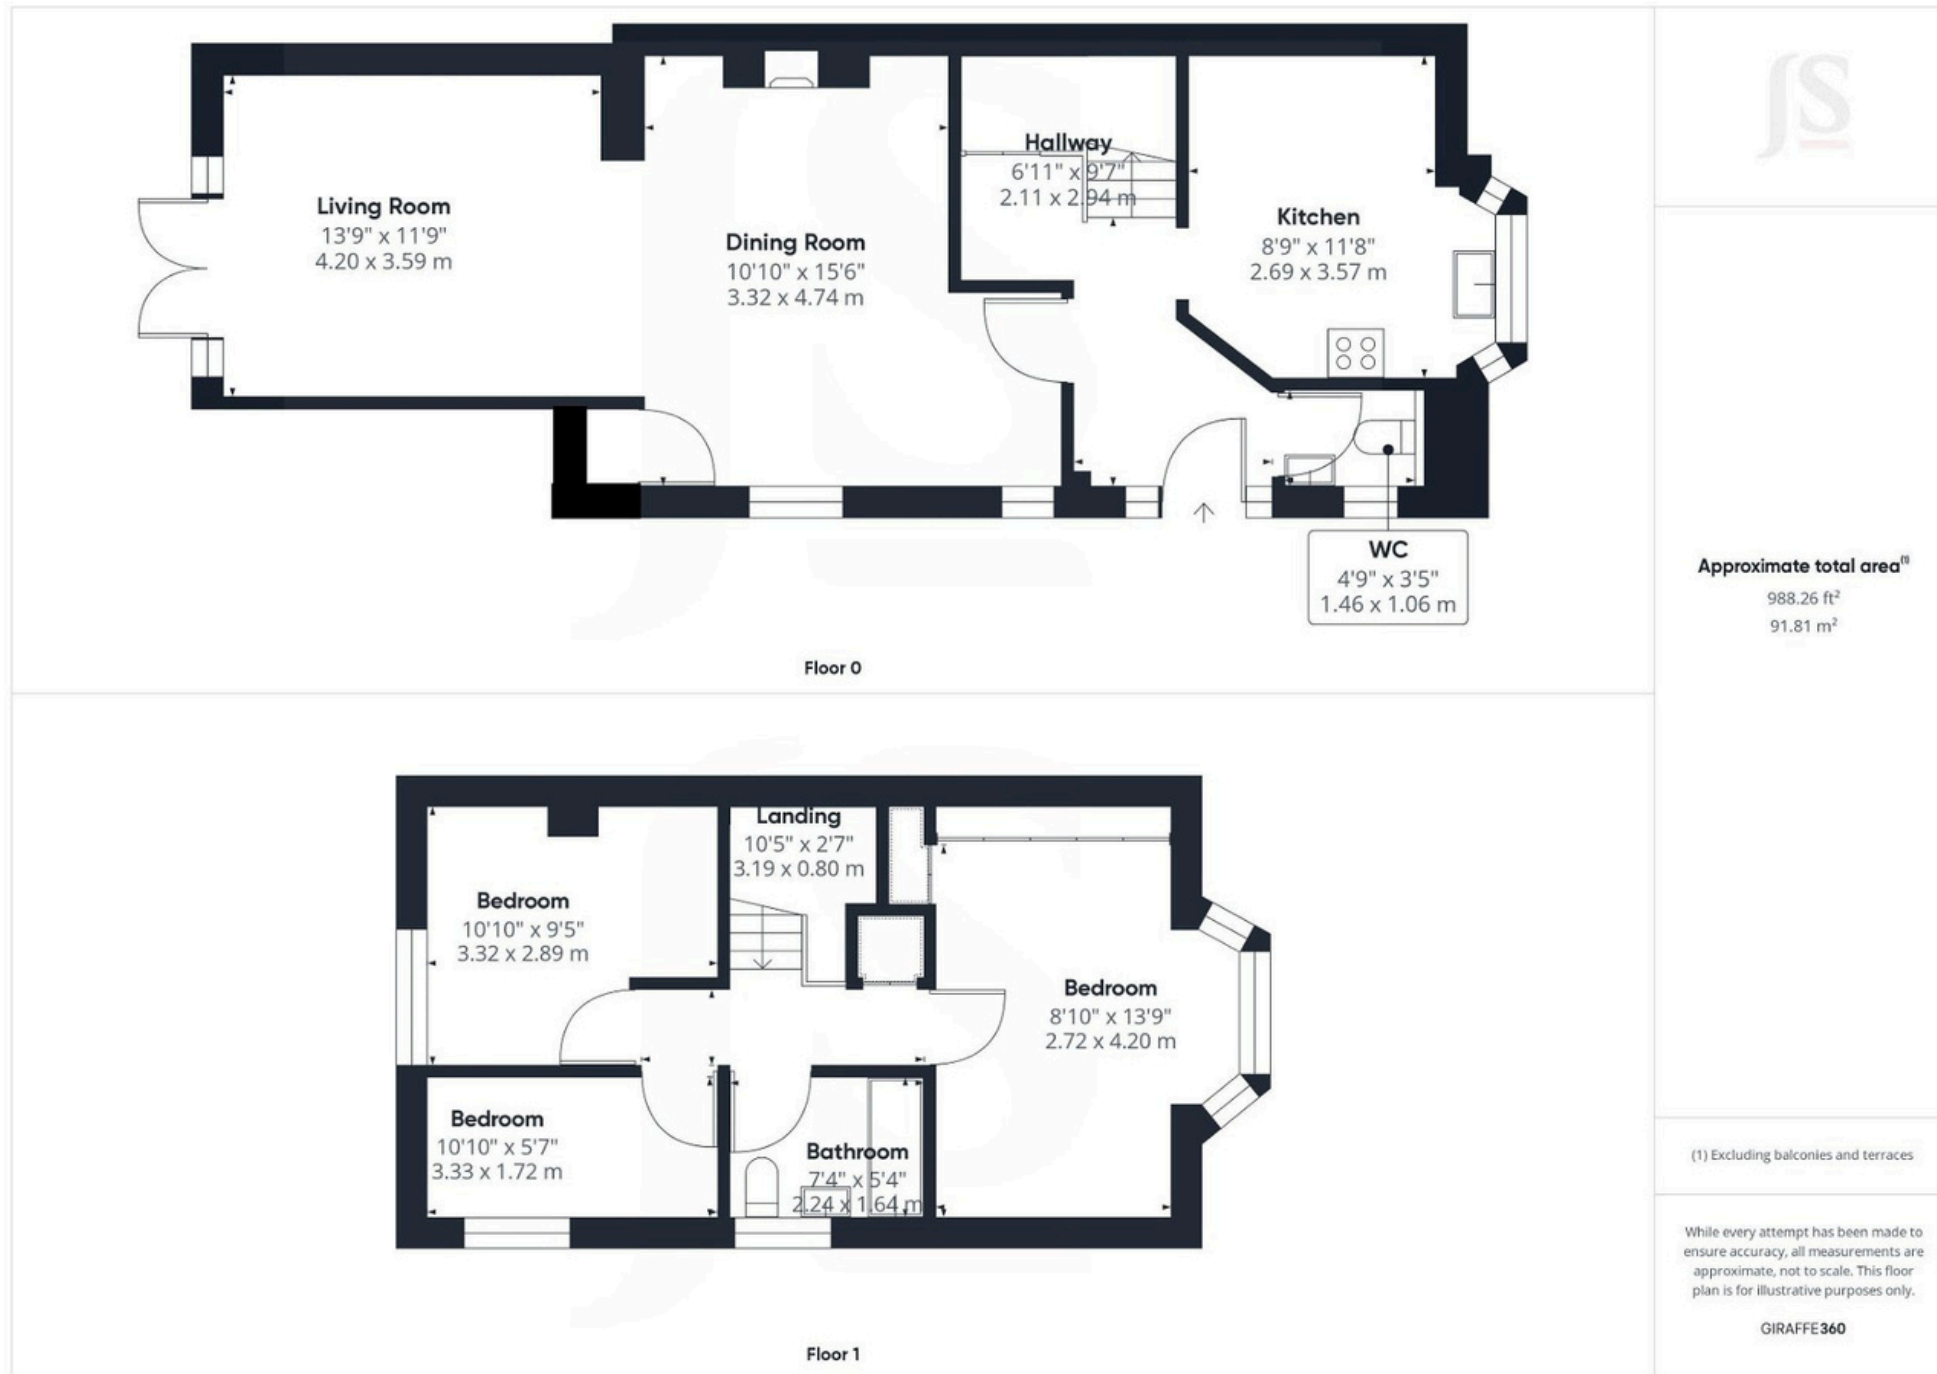 JS
Living Room
13'9" x 11'9"
4.20 x 3.59 m
Dining Room
10'10" x 15'6"
3.32 x 4.74 m
Hallway
6'11" x 9'7"
2.11 x 2.94 m
Kitchen
8'9" x 11'8"
2.69 x 3.57 m
WC
4'9" x 3'5"
1.46 x 1.06 m
Floor 0
Landing
10'5" x 2'7"
3.19 x 0.80 m
Bedroom
10'10" x 9'5"
3.32 x 2.89 m
Bedroom
8'10" x 13'9"
2.72 x 4.20 m
Bedroom
10'10" x 5'7"
3.33 x 1.72 m
Bathroom
7'4" x 5'4"
2.24 x 1.64 m
Floor 1
Approximate total area⁽¹⁾
988.26 ft²
91.81 m²
(1) Excluding balconies and terraces
While every attempt has been made to
ensure accuracy, all measurements are
approximate, not to scale. This floor
plan is for illustrative purposes only.
GIRAFFE360